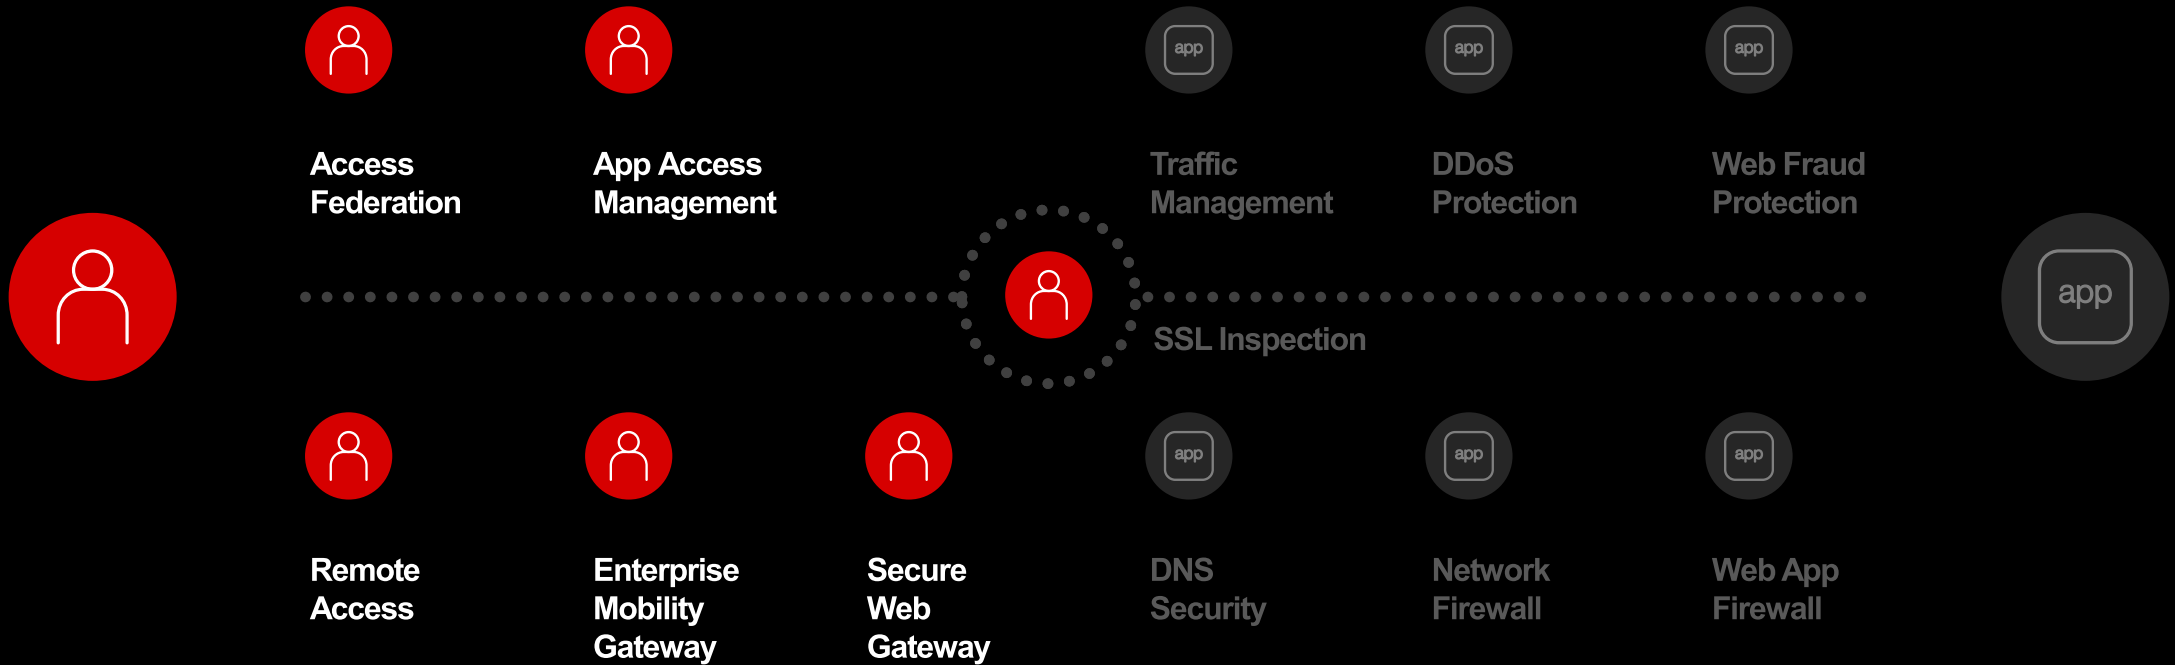 app
app
app
Access
Federation
App Access
Management
Traffic
Management
DDoS
Protection
Web Fraud
Protection
app
SSL Inspection
app
app
app
Remote
Access
Enterprise
Mobility
Gateway
Secure
Web
Gateway
DNS
Security
Network
Firewall
Web App
Firewall